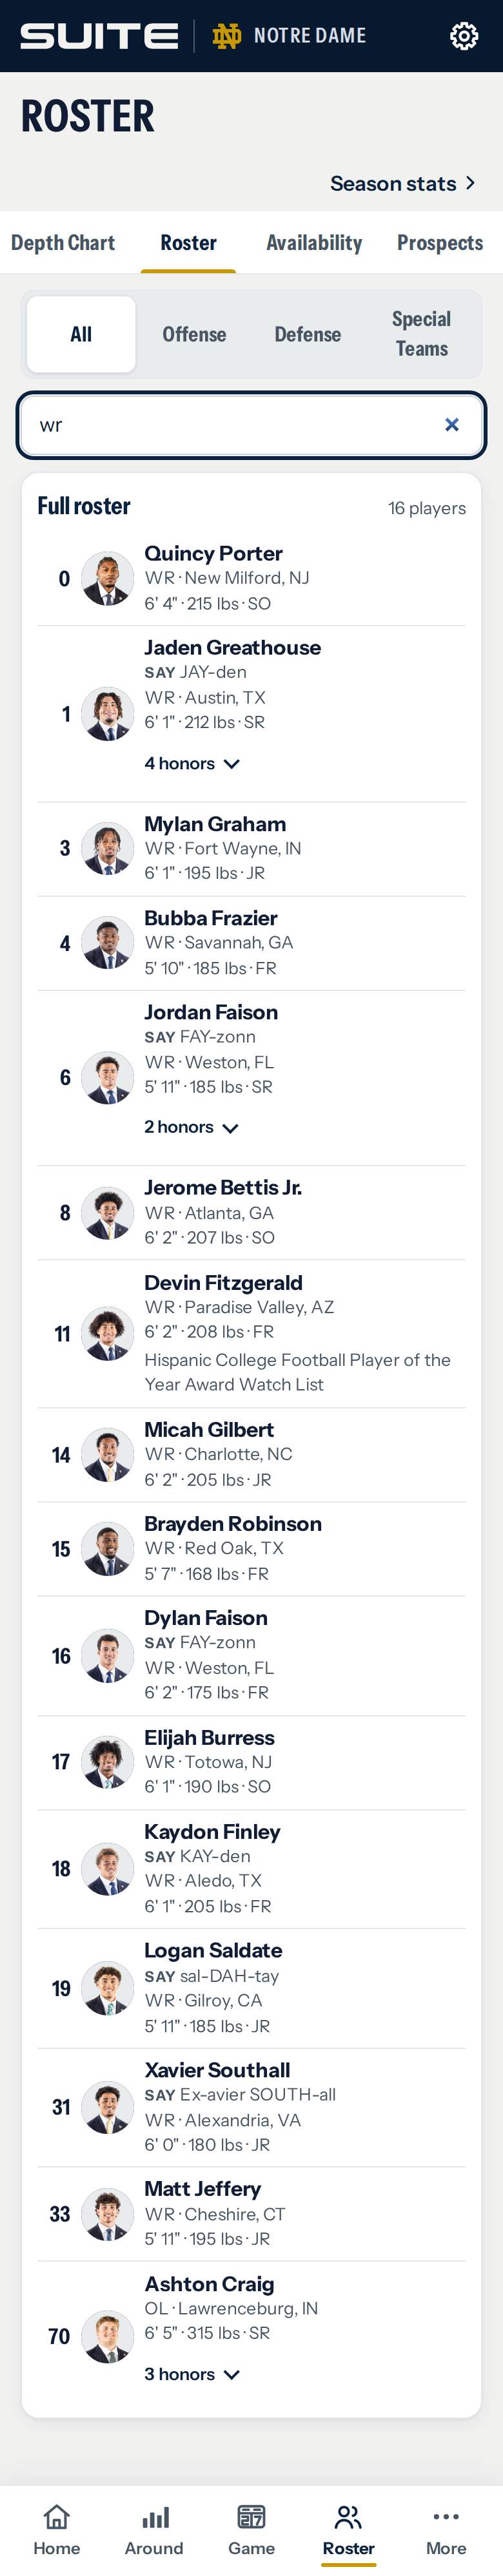 SUITE
NOTRE DAME
ROSTER
Season stats
Depth Chart Roster Availability Prospects
All Offense Defense Special Teams
wr
Full roster 16 players
0
Quincy Porter
WR · New Milford, NJ
6' 4" · 215 lbs · SO
1
Jaden Greathouse
SAY JAY-den
WR · Austin, TX
6' 1" · 212 lbs · SR
4 honors
3
Mylan Graham
WR · Fort Wayne, IN
6' 1" · 195 lbs · JR
4
Bubba Frazier
WR · Savannah, GA
5' 10" · 185 lbs · FR
6
Jordan Faison
SAY FAY-zonn
WR · Weston, FL
5' 11" · 185 lbs · SR
2 honors
8
Jerome Bettis Jr.
WR · Atlanta, GA
6' 2" · 207 lbs · SO
11
Devin Fitzgerald
WR · Paradise Valley, AZ
6' 2" · 208 lbs · FR
Hispanic College Football Player of the
Year Award Watch List
14
Micah Gilbert
WR · Charlotte, NC
6' 2" · 205 lbs · JR
15
Brayden Robinson
WR · Red Oak, TX
5' 7" · 168 lbs · FR
16
Dylan Faison
SAY FAY-zonn
WR · Weston, FL
6' 2" · 175 lbs · FR
17
Elijah Burress
WR · Totowa, NJ
6' 1" · 190 lbs · SO
18
Kaydon Finley
SAY KAY-den
WR · Aledo, TX
6' 1" · 205 lbs · FR
19
Logan Saldate
SAY sal-DAH-tay
WR · Gilroy, CA
5' 11" · 185 lbs · JR
31
Xavier Southall
SAY Ex-avier SOUTH-all
WR · Alexandria, VA
6' 0" · 180 lbs · JR
33
Matt Jeffery
WR · Cheshire, CT
5' 11" · 195 lbs · JR
70
Ashton Craig
OL · Lawrenceburg, IN
6' 5" · 315 lbs · SR
3 honors
Home Around Game Roster More